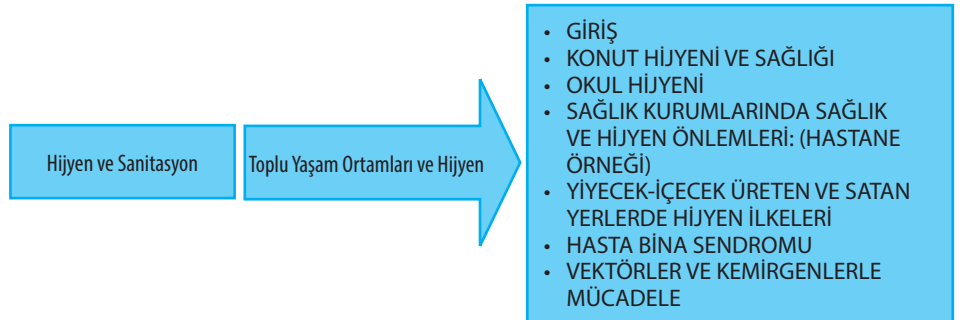 Hijyen ve Sanitasyon
Toplu Yaşam Ortamları ve Hijyen
• GİRİŞ
• KONUT HİJYENİ VE SAĞLIĞI
• OKUL HİJYENİ
• SAĞLIK KURUMLARINDA SAĞLIK
VE HİJYEN ÖNLEMLERİ: (HASTANE
ÖRNEĞİ)
• YİYECEK-İÇECEK ÜRETEN VE SATAN
YERLERDE HİJYEN İLKELERİ
• HASTA BİNA SENDROMU
• VEKTÖRLER VE KEMİRGENLERLE
MÜCADELE